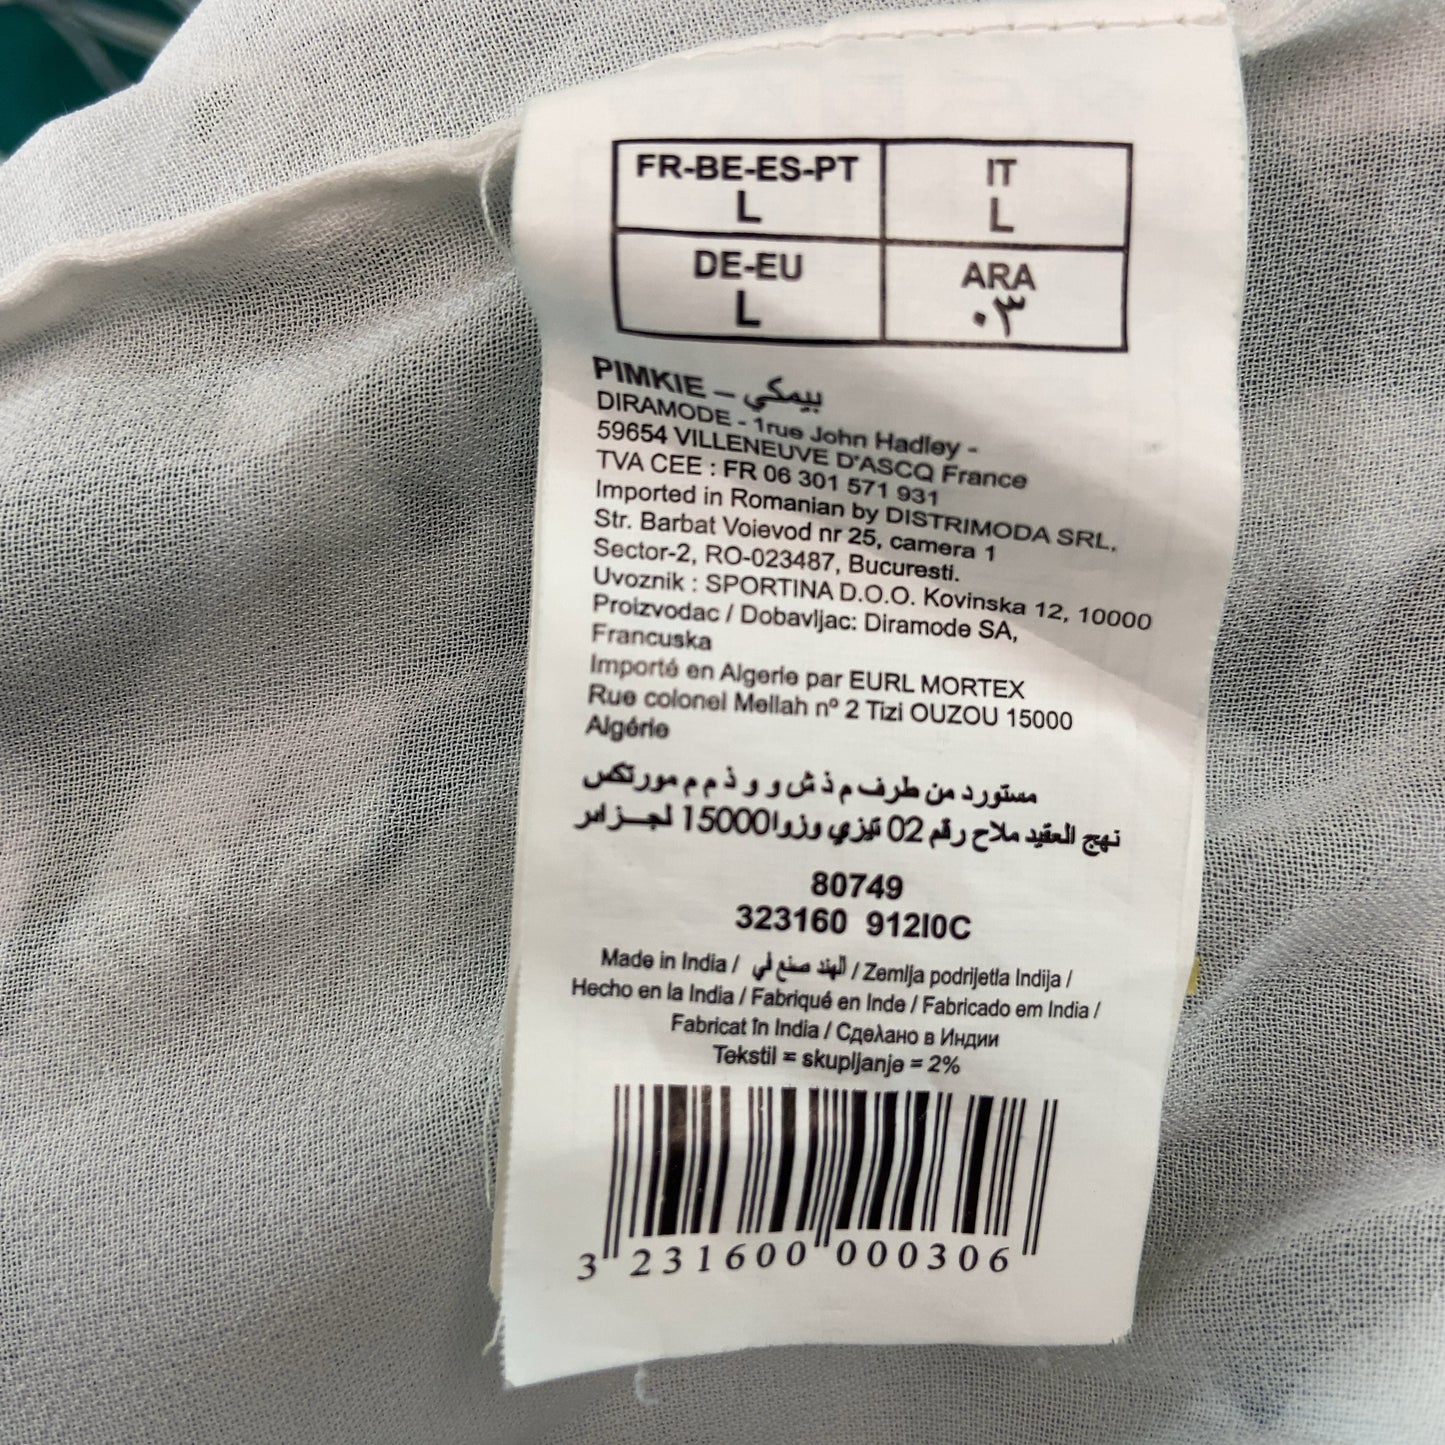 FR-BE-ES-PT
L
IT
L
DE-EU
L
ARA
٠٣
PIMKIE – بيمكي
DIRAMODE - 1rue John Hadley -
59654 VILLENEUVE D'ASCQ France
TVA CEE : FR 06 301 571 931
Imported in Romanian by DISTRIMODA SRL,
Str. Barbat Voievod nr 25, camera 1
Sector-2, RO-023487, Bucuresti.
Uvoznik : SPORTINA D.O.O. Kovinska 12, 10000
Proizvodac / Dobavljac: Diramode SA,
Francuska
Importé en Algerie par EURL MORTEX
Rue colonel Mellah nº 2 Tizi OUZOU 15000
Algérie
مستورد من طرف م ذ ش و و ذ م م مورتكس
نهج العقيد ملاح رقم 02 تيزي وزوا15000 لجـــزائر
80749
323160 912I0C
Made in India / الهند صنع في / Zemlja podrijetla Indija /
Hecho en la India / Fabriqué en Inde / Fabricado em India /
Fabricat în India / Сделано в Индии
Tekstil = skupljanje = 2%
3 231600 000306